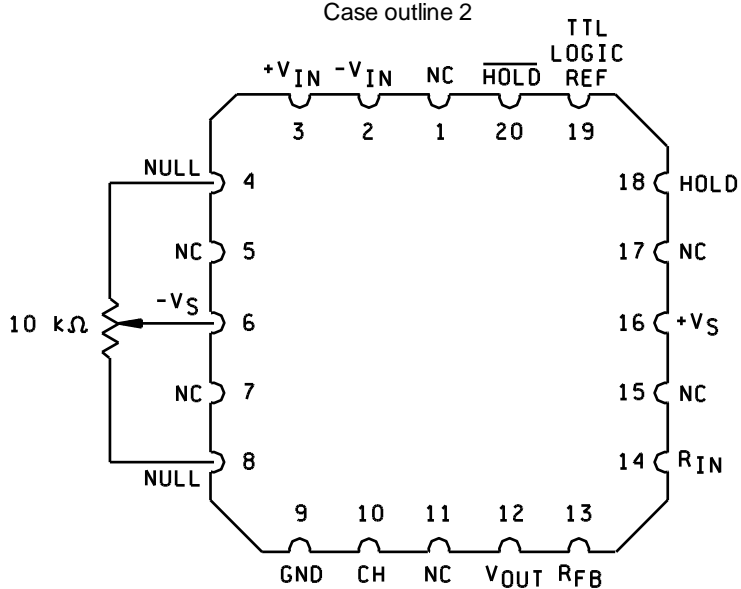 Case outline 2
TTL
LOGIC
REF
+VIN -VIN NC HOLD
3 2 1 20 19
NULL 4 18 HOLD
NC 5 17 NC
-VS
10 kΩ 6 16 +VS
NC 7 15 NC
8 14 RIN
NULL
9 10 11 12 13
GND CH NC VOUT RFB